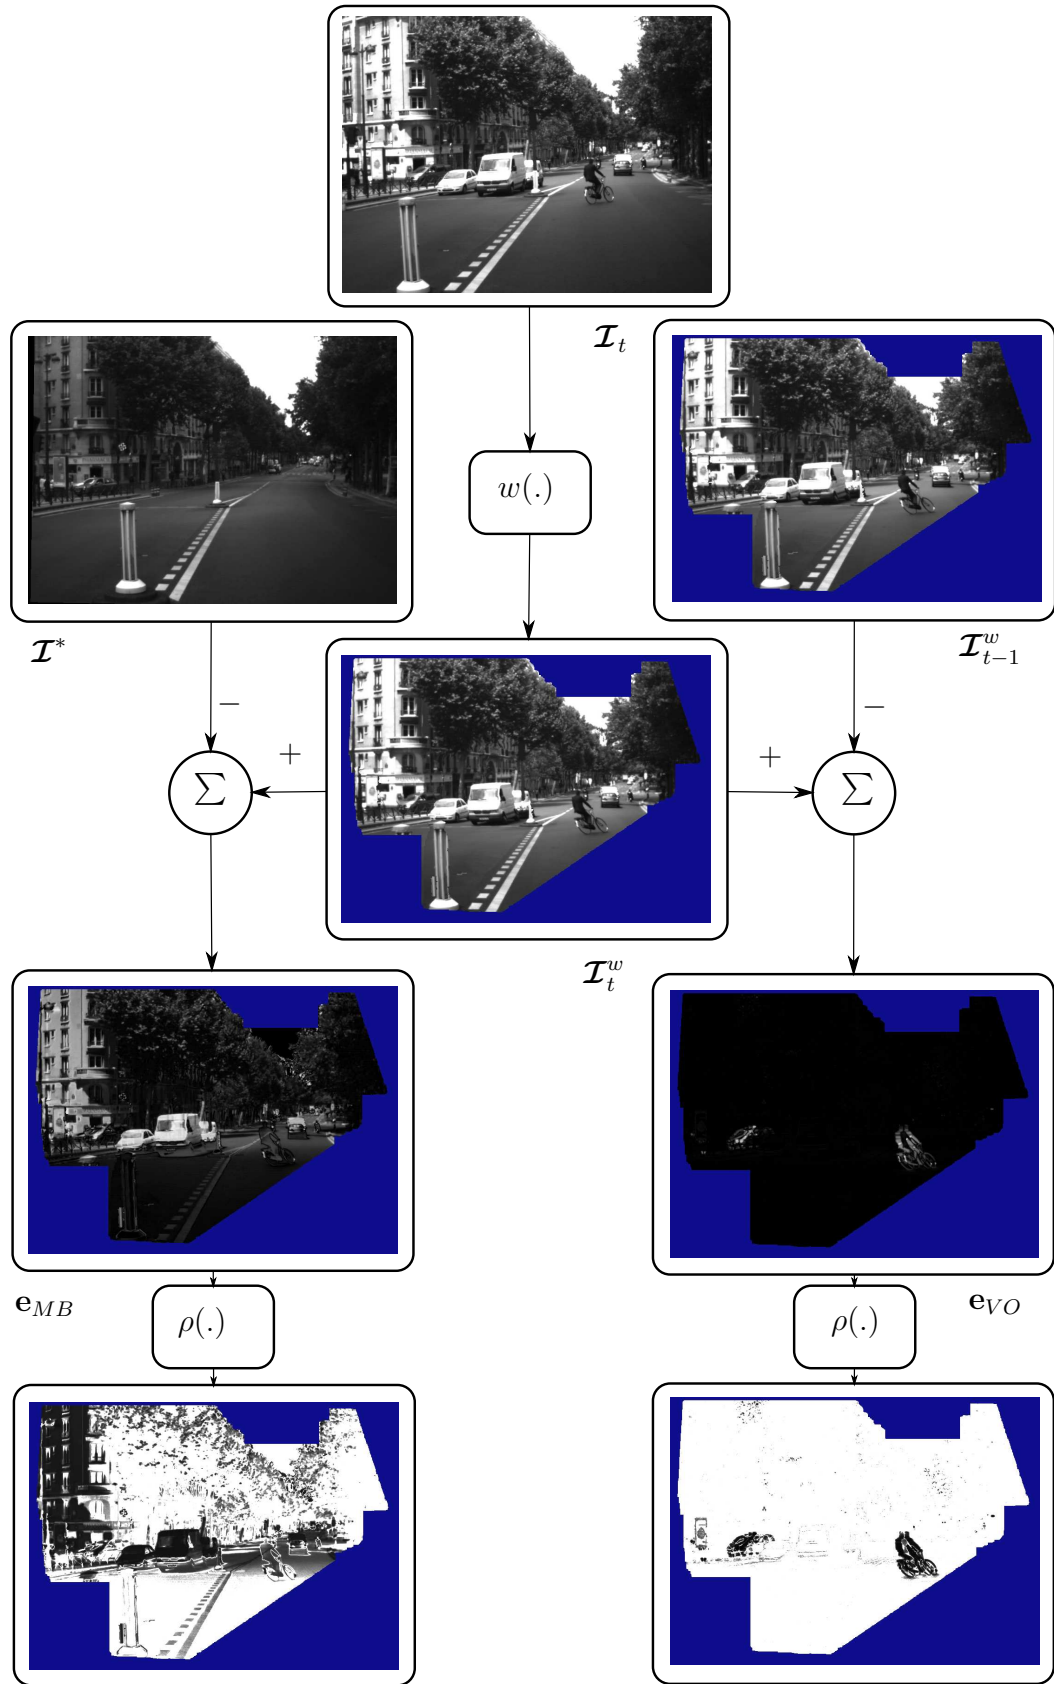 𝓘_t
w(.)
𝓘^*
𝓘^w_{t−1}
−
−
+
+
∑
∑
𝓘^w_t
e_{MB}
e_{VO}
ρ(.)
ρ(.)